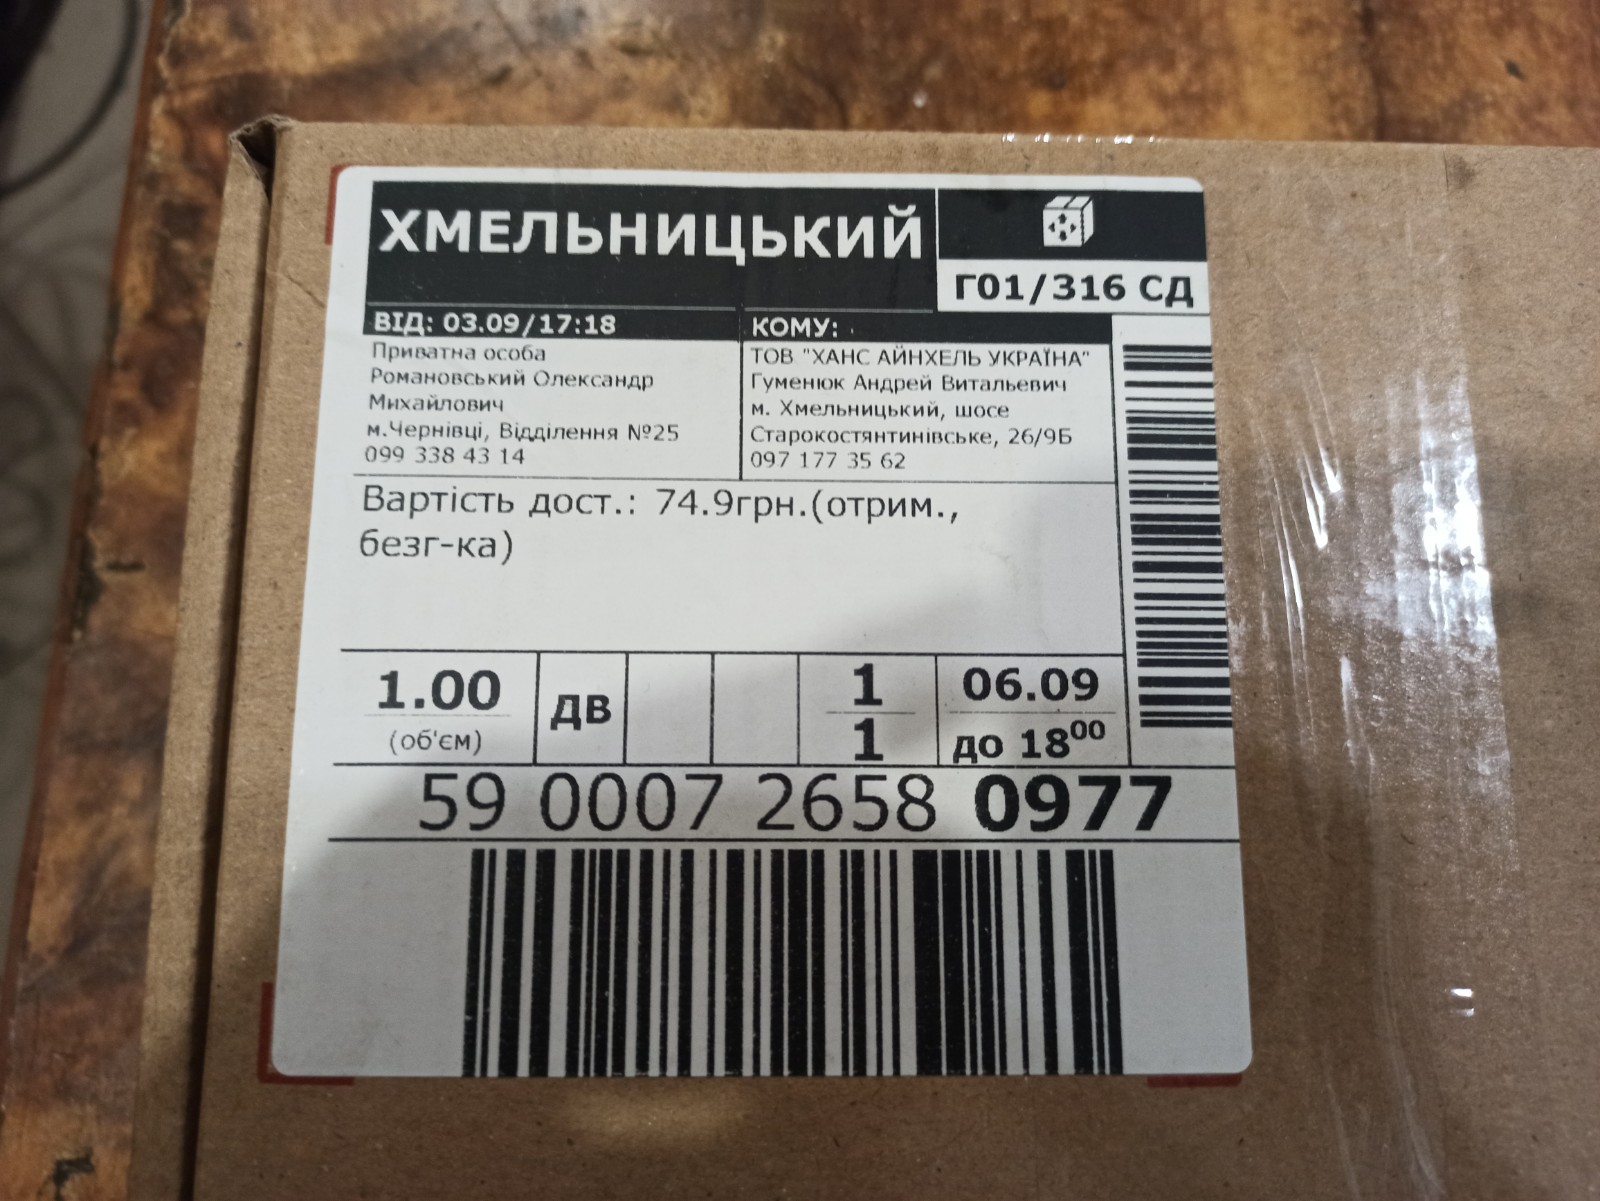 ХМЕЛЬНИЦЬКИЙ
Г01/316 СД
ВІД: 03.09/17:18
Приватна особа
Романовський Олександр
Михайлович
м.Чернівці, Відділення №25
099 338 43 14
КОМУ:
ТОВ "ХАНС АЙНХЕЛЬ УКРАЇНА"
Гуменюк Андрей Витальевич
м. Хмельницький, шосе
Старокостянтинівське, 26/9Б
097 177 35 62
Вартість дост.: 74.9грн.(отрим.,
безг-ка)
1.00
(об'єм)
дв
1
1
06.09
до 18⁰⁰
59 0007 2658 0977